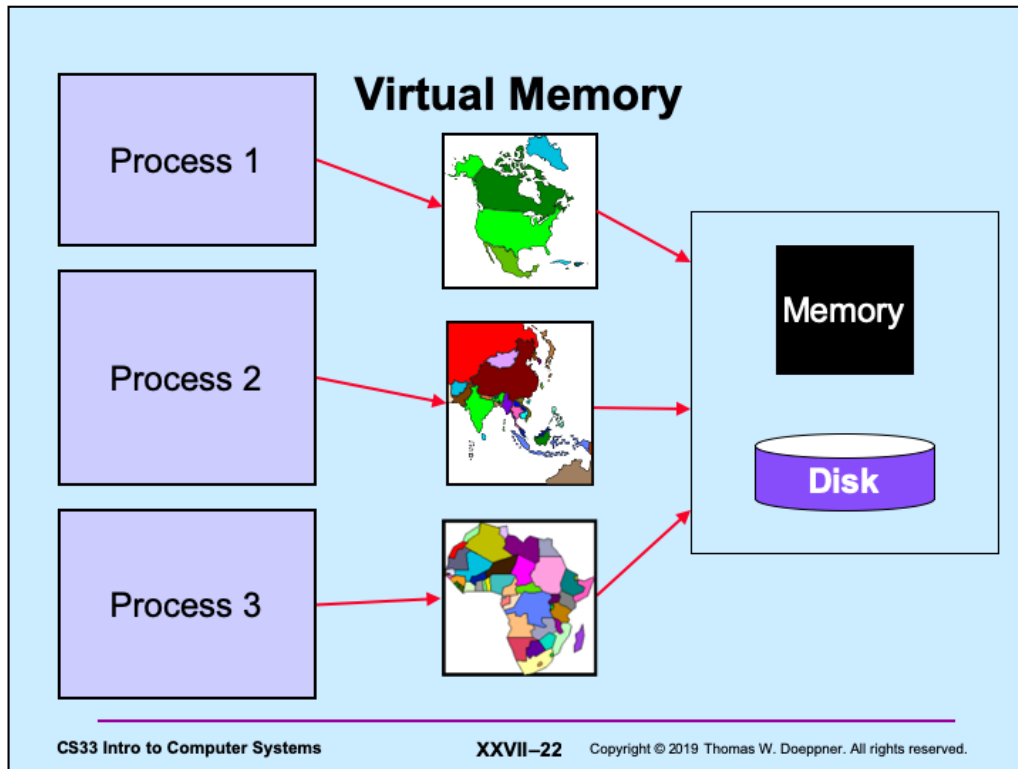 Virtual Memory
Process 1
Process 2
Process 3
Memory
Disk
CS33 Intro to Computer Systems
XXVII–22
Copyright © 2019 Thomas W. Doeppner. All rights reserved.